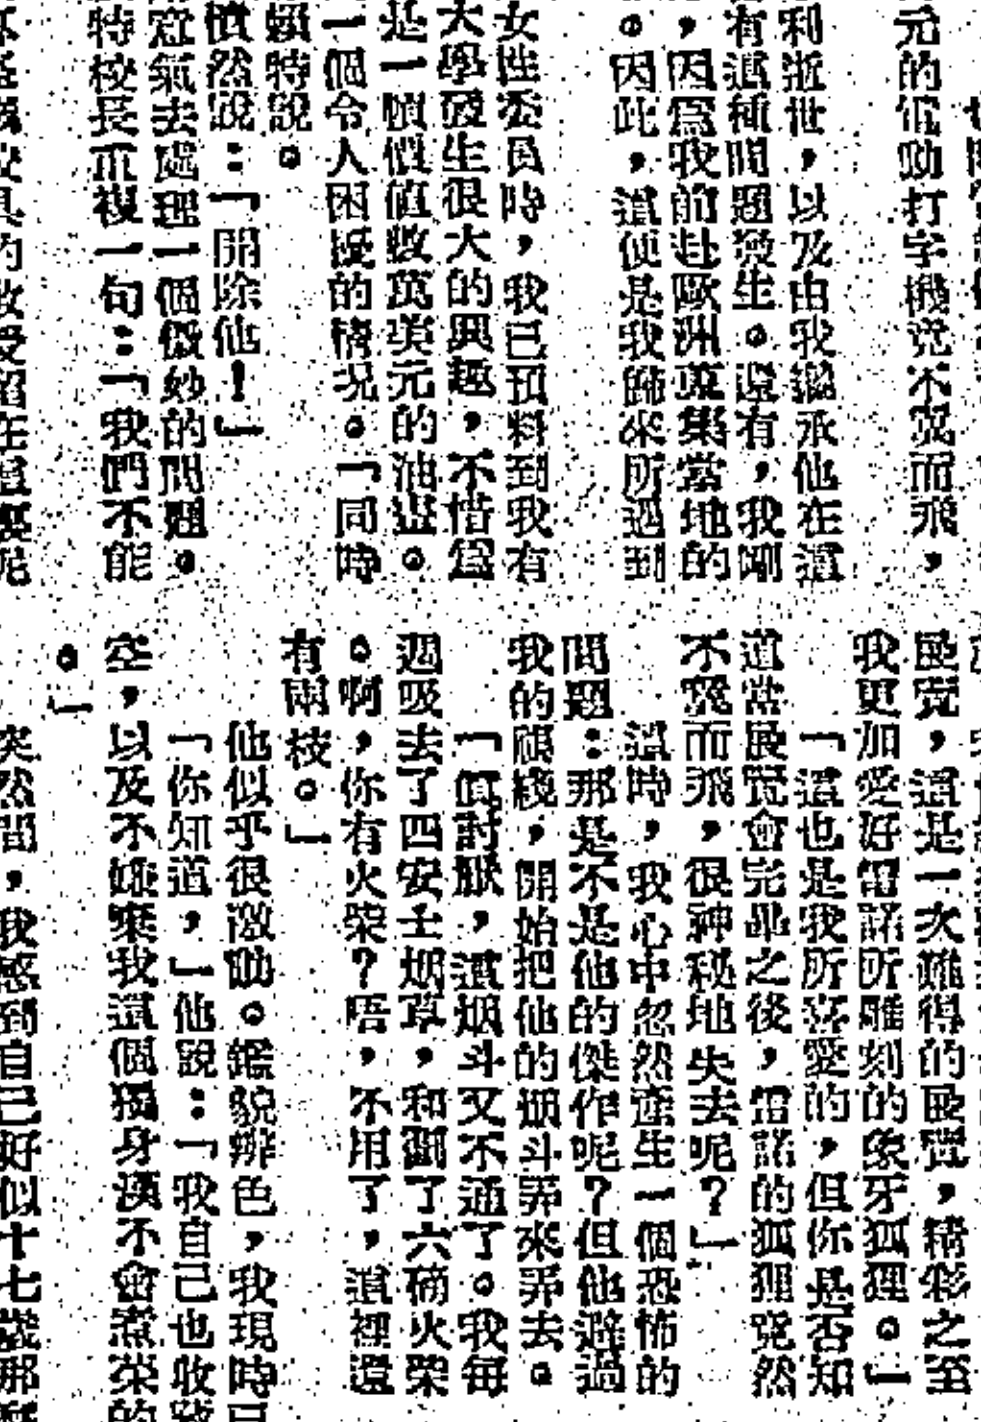 元的電動打字機竟不翼而飛，
利逝世，以及由我繼承他在這
有這種問題發生。還有，我剛
，因爲我前赴歐洲蒐集當地的
。因此，這便是我歸來所遇到
女性委員時，我已預料到我有
大學發生很大的興趣，不惜爲
是一幀價值數萬美元的油畫。
一個令人困擾的情況。「同時
賴特說。
憤然說：「開除他！」
意氣去處理一個微妙的問題。
特校長重複一句：「我們不能
展覽，這是一次難得的展覽，精彩之至
我更加愛好雷諾所雕刻的象牙狐狸。」
「這也是我所喜愛的，但你是否知
道當展覽會完畢之後，雷諾的狐狸竟然
不翼而飛，很神秘地失去呢？」
這時，我心中忽然產生一個恐怖的
問題：那是不是他的傑作呢？但他避過
我的視綫，開始把他的烟斗弄來弄去。
「眞討厭，這烟斗又不通了。我每
週吸去了四安士烟草，和劃了六磅火柴
。啊，你有火柴？唔，不用了，這裡還
有兩枝。」
他似乎很激動。鑑貌辨色，我現時已
「你知道，」他說：「我自己也收
空，以及不嫌棄我這個獨身漢不會煮菜的
。」
突然間，我感到自己好似十七歲那